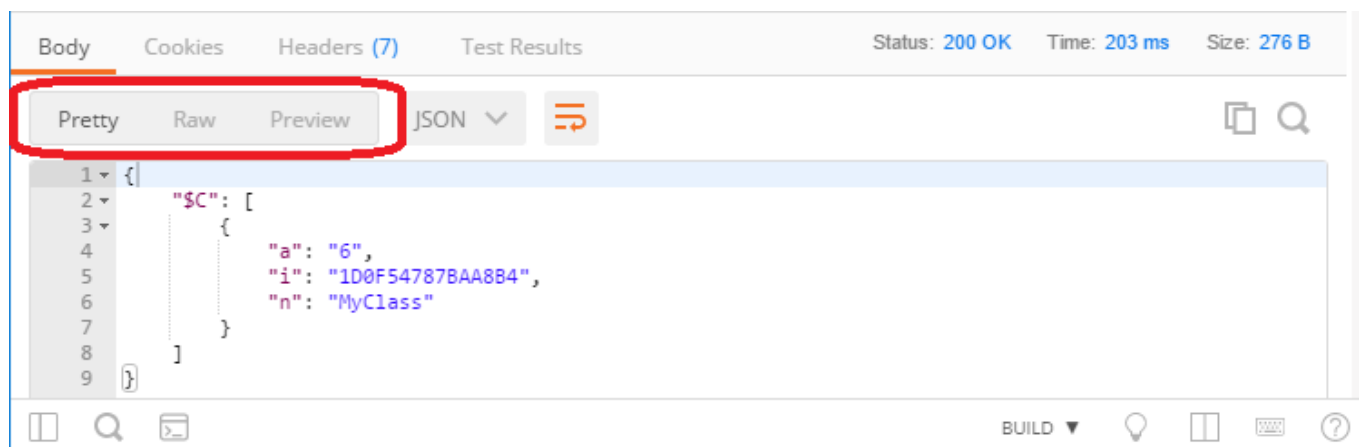 Body Cookies Headers (7) Test Results Status: 200 OK Time: 203 ms Size: 276 B
Pretty Raw Preview JSON
1 {
2 "$C": [
3 {
4 "a": "6",
5 "i": "1D0F54787BAA8B4",
6 "n": "MyClass"
7 }
8 ]
9 }
BUILD